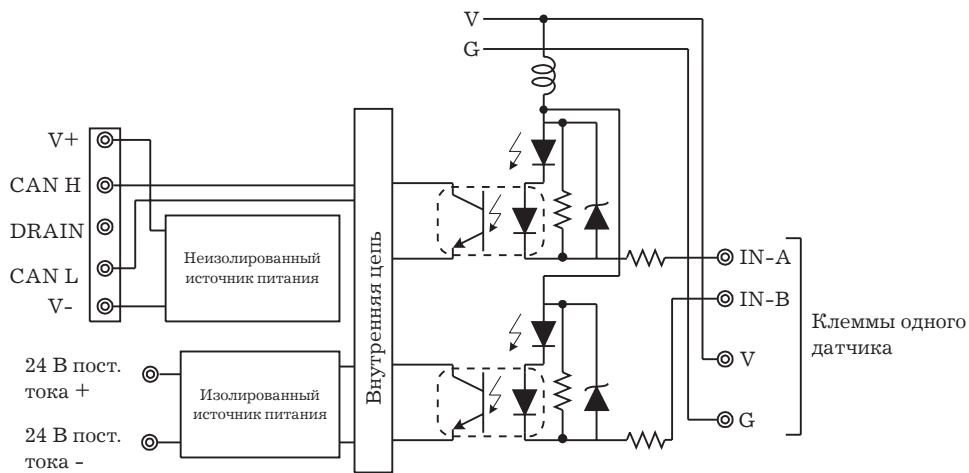 V
G
V+
CAN H
DRAIN
CAN L
V-
Неизолированный
источник питания
24 В пост.
тока +
24 В пост.
тока -
Изолированный
источник питания
Внутренняя цепь
IN-A
IN-B
V
G
Клеммы одного
датчика